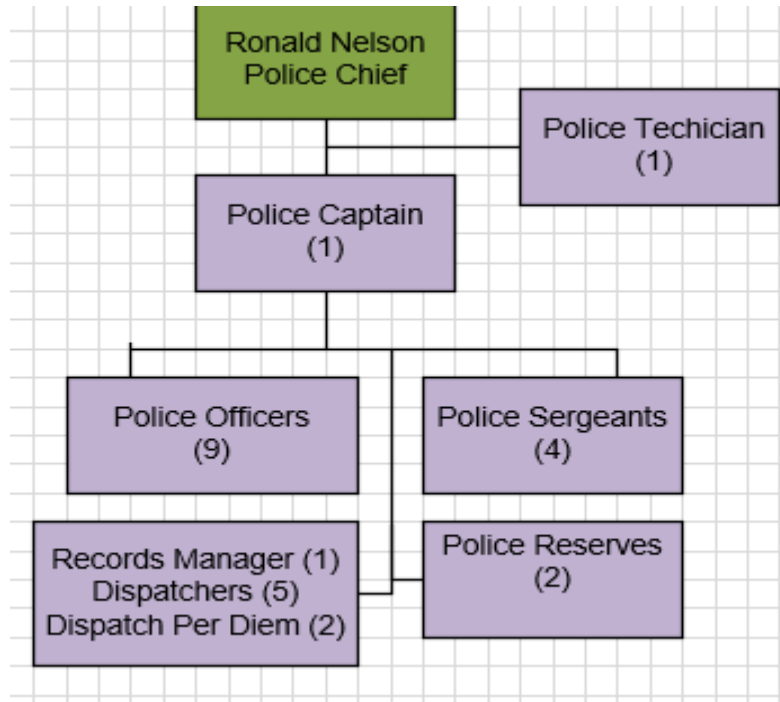 Ronald Nelson
Police Chief
Police Techician
(1)
Police Captain
(1)
Police Officers
(9)
Police Sergeants
(4)
Records Manager (1)
Dispatchers (5)
Dispatch Per Diem (2)
Police Reserves
(2)